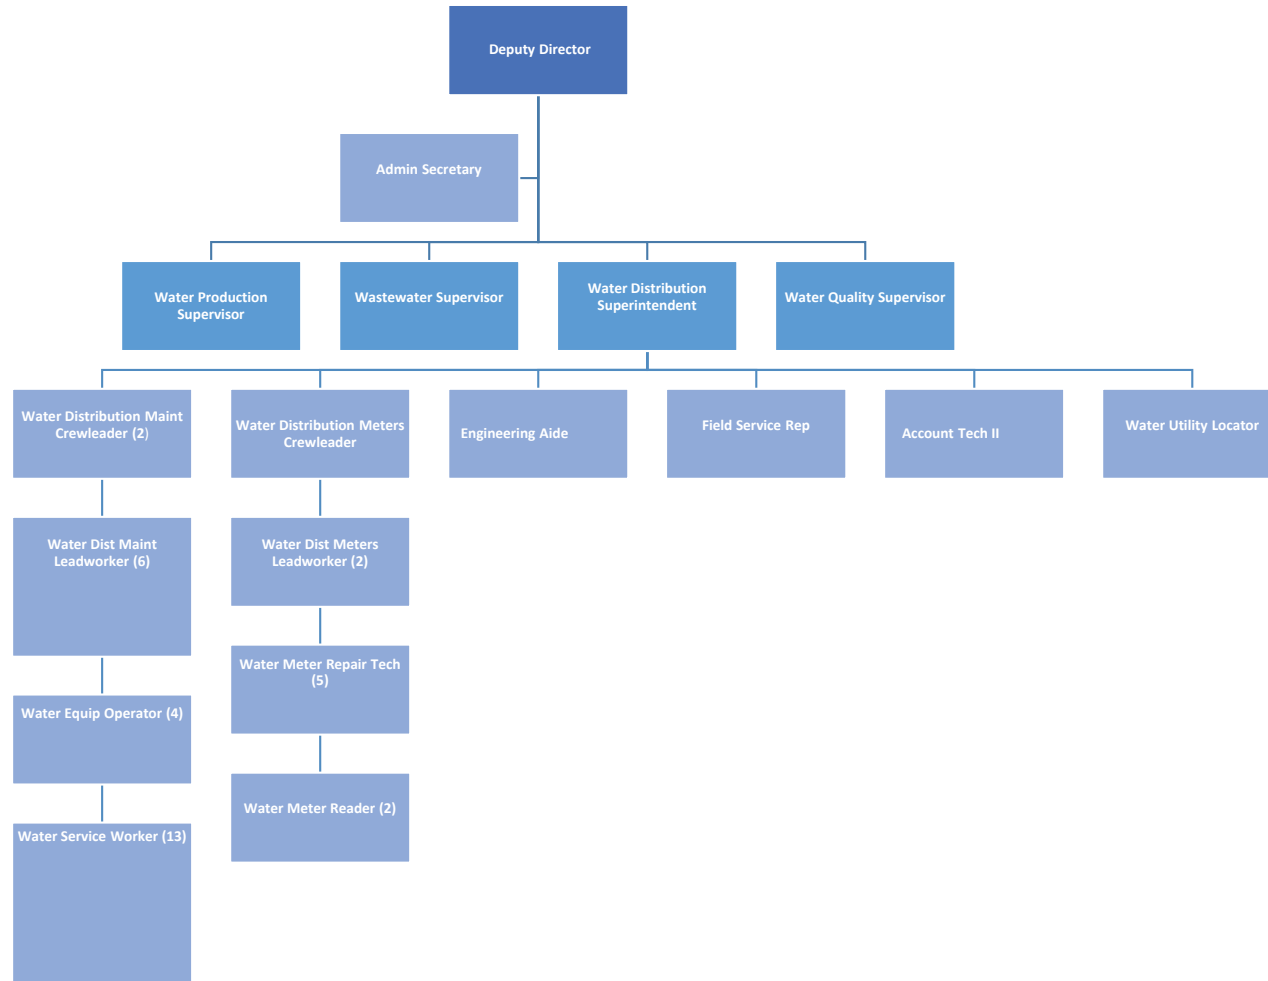 Deputy Director
Admin Secretary
Water Production
Supervisor
Wastewater Supervisor
Water Distribution
Superintendent
Water Quality Supervisor
Water Distribution Maint
Crewleader (2)
Water Distribution Meters
Crewleader
Engineering Aide
Field Service Rep
Account Tech II
Water Utility Locator
Water Dist Maint
Leadworker (6)
Water Dist Meters
Leadworker (2)
Water Meter Repair Tech
(5)
Water Equip Operator (4)
Water Meter Reader (2)
Water Service Worker (13)